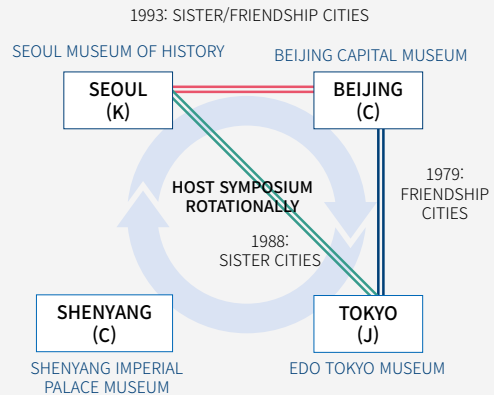 1993: SISTER/FRIENDSHIP CITIES
SEOUL MUSEUM OF HISTORY
BEIJING CAPITAL MUSEUM
SEOUL
(K)
BEIJING
(C)
1979:
FRIENDSHIP
CITIES
HOST SYMPOSIUM
ROTATIONALLY
1988:
SISTER CITIES
SHENYANG
(C)
TOKYO
(J)
SHENYANG IMPERIAL
PALACE MUSEUM
EDO TOKYO MUSEUM